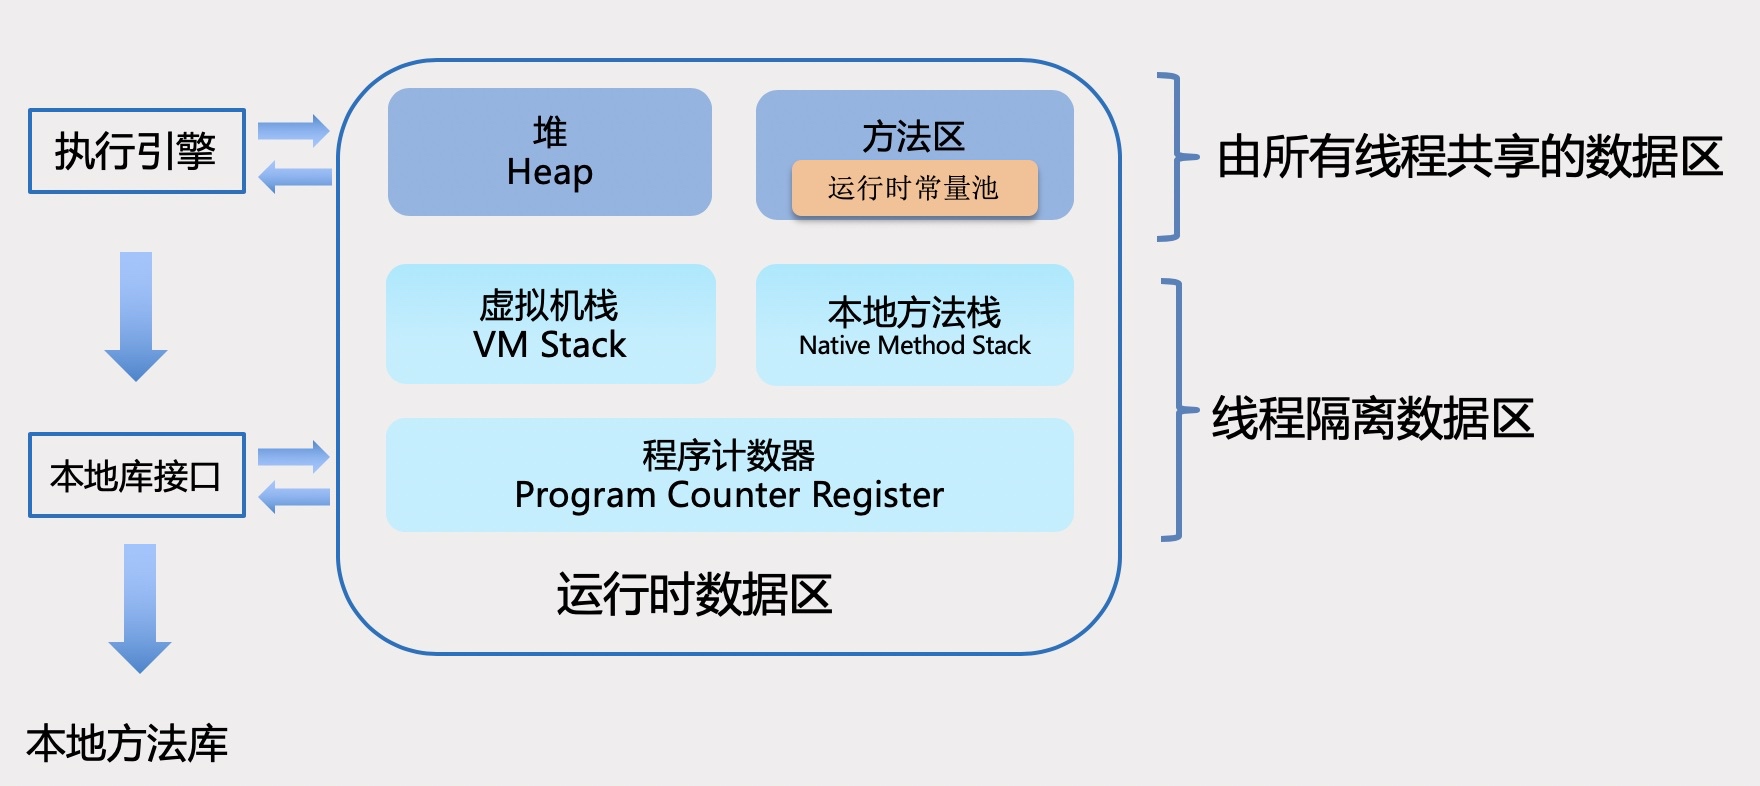 执行引擎
堆
Heap
方法区
运行时常量池
由所有线程共享的数据区
虚拟机栈
VM Stack
本地方法栈
Native Method Stack
线程隔离数据区
本地库接口
程序计数器
Program Counter Register
运行时数据区
本地方法库